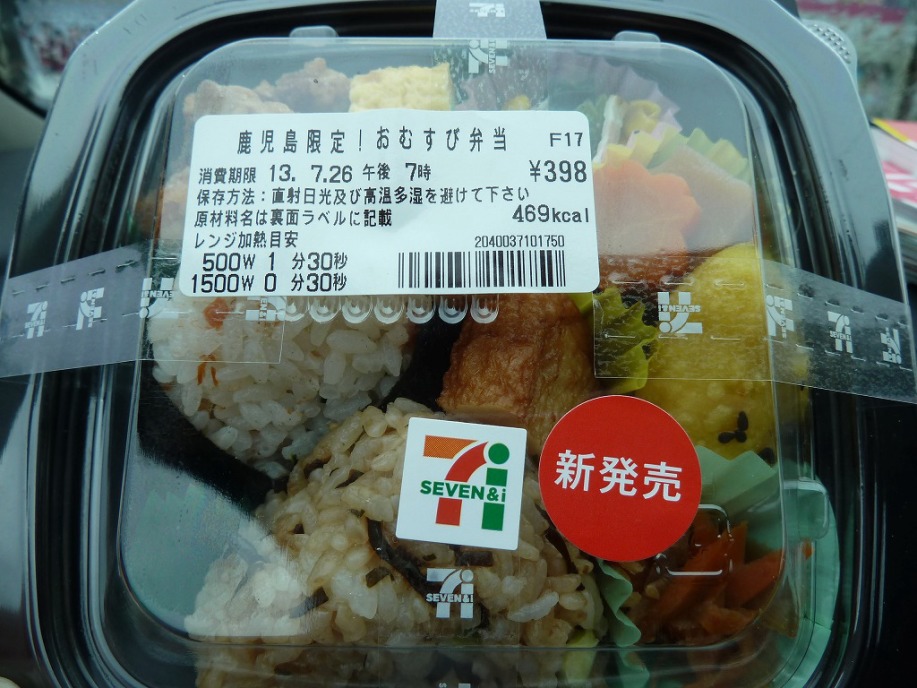 鹿児島限定！おむすび弁当 F17
消費期限 13. 7.26 午後 7時 ¥398
保存方法：直射日光及び高温多湿を避けて下さい
原材料名は裏面ラベルに記載 469kcal
レンジ加熱目安 2040037101750
500W 1 分30秒
1500W 0 分30秒
SEVEN&i
新発売
SEVEN&i